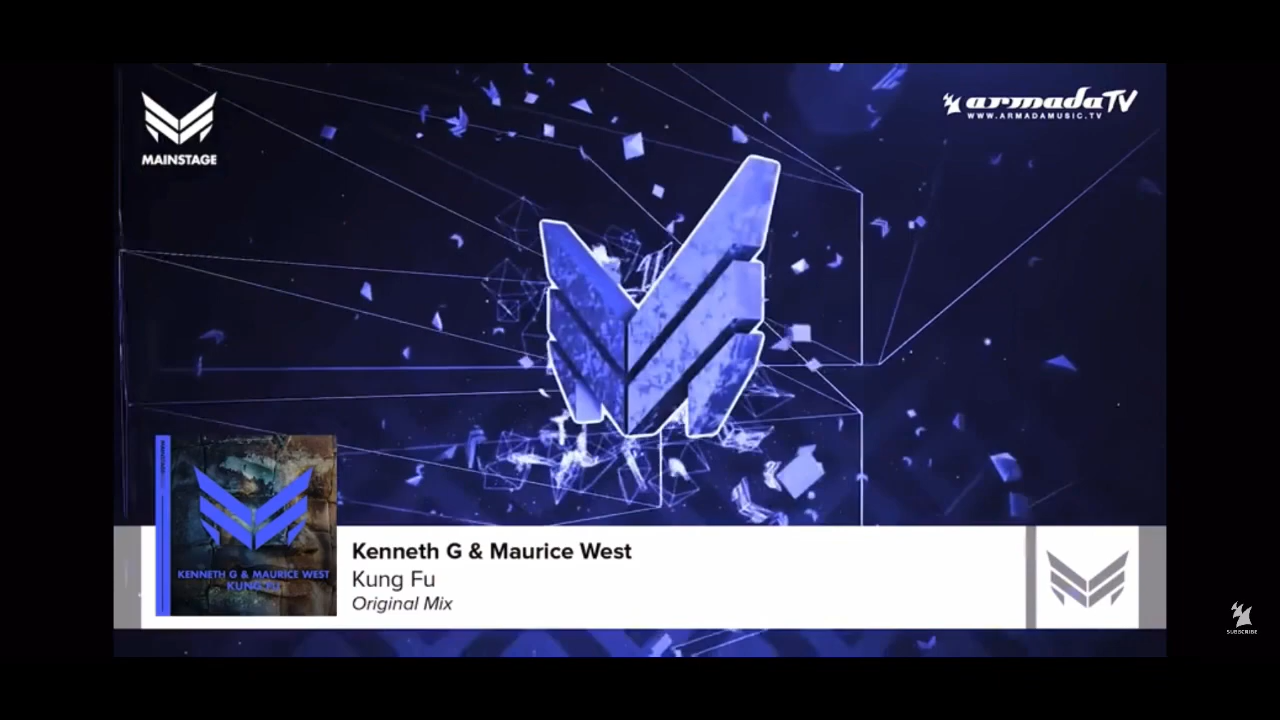 MAINSTAGE
armadaTV
WWW.ARMADAMUSIC.TV
KENNETH G & MAURICE WEST
KUNG FU
Kenneth G & Maurice West
Kung Fu
Original Mix
SUBSCRIBE